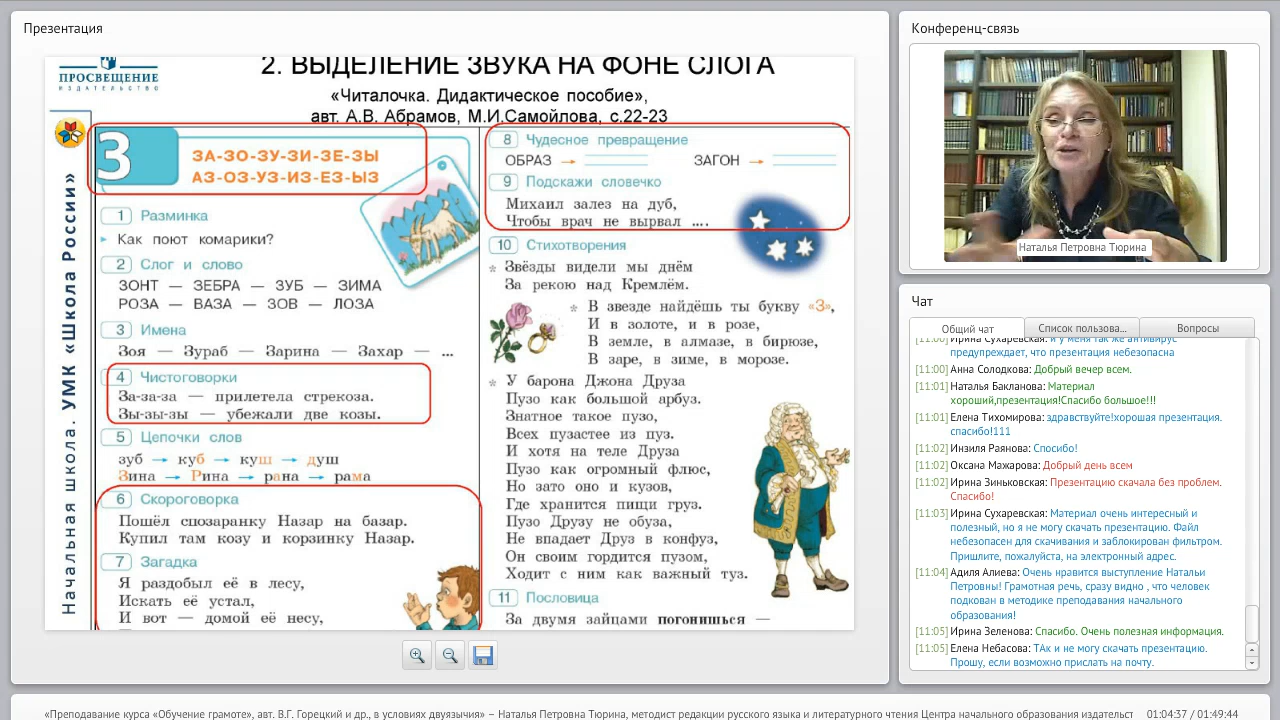 Презентация
ПРОСВЕЩЕНИЕ
ИЗДАТЕЛЬСТВО
2. ВЫДЕЛЕНИЕ ЗВУКА НА ФОНЕ СЛОГА
«Читалочка. Дидактическое пособие»,
авт. А.В. Абрамов, М.И.Самойлова, с.22-23
Начальная школа. УМК «Школа России»
3
ЗА-ЗО-ЗУ-ЗИ-ЗЕ-ЗЫ
АЗ-ОЗ-УЗ-ИЗ-ЕЗ-ЫЗ
1 Разминка
Как поют комарики?
2 Слог и слово
ЗОНТ — ЗЕБРА — ЗУБ — ЗИМА
РОЗА — ВАЗА — ЗОВ — ЛОЗА
3 Имена
Зоя — Зураб — Зарина — Захар — ...
4 Чистоговорки
За-за-за — прилетела стрекоза.
Зы-зы-зы — убежали две козы.
5 Цепочки слов
зуб → куб → куш → душ
Зина → Рина → рана → рама
6 Скороговорка
Пошёл спозаранку Назар на базар.
Купил там козу и корзинку Назар.
7 Загадка
Я раздобыл её в лесу,
Искать её устал,
И вот — домой её несу,
8 Чудесное превращение
ОБРАЗ → ЗАГОН →
9 Подскажи словечко
Михаил залез на дуб,
Чтобы врач не вырвал ....
10 Стихотворения
* Звёзды видели мы днём
За рекою над Кремлём.
* В звезде найдёшь ты букву «З»,
И в золоте, и в розе,
В земле, в алмазе, в бирюзе,
В заре, в зиме, в морозе.
* У барона Джона Друза
Пузо как большой арбуз.
Знатное такое пузо,
Всех пузастее из пуз.
И хотя на теле Друза
Пузо как огромный флюс,
Но зато оно и кузов,
Где хранится пищи груз.
Пузо Друзу не обуза,
Не впадает Друз в конфуз,
Он своим гордится пузом,
Ходит с ним как важный туз.
11 Пословица
За двумя зайцами погонишься —
Конференц-связь
Наталья Петровна Тюрина
Чат
Общий чат
Список пользова...
Вопросы
[11:00] Ирина Сухаревская: и у меня так же антивирус
предупреждает, что презентация небезопасна
[11:00] Анна Солодкова: Добрый вечер всем.
[11:01] Наталья Бакланова: Материал
хороший,презентация!Спасибо большое!!!
[11:01] Елена Тихомирова: здравствуйте!хорошая презентация.
спасибо!111
[11:02] Инзиля Раянова: Спосибо!
[11:02] Оксана Мажарова: Добрый день всем
[11:02] Ирина Зиньковская: Презентацию скачала без проблем.
Спасибо!
[11:03] Ирина Сухаревская: Материал очень интересный и
полезный, но я не могу скачать презентацию. Файл
небезопасен для скачивания и заблокирован фильтром.
Пришлите, пожалуйста, на электронный адрес.
[11:04] Адиля Алиева: Очень нравится выступление Натальи
Петровны! Грамотная речь, сразу видно , что человек
подкован в методике преподавания начального
образования!
[11:05] Ирина Зеленова: Спасибо. Очень полезная информация.
[11:05] Елена Небасова: ТАк и не могу скачать презентацию.
Прошу, если возможно прислать на почту.
«Преподавание курса «Обучение грамоте», авт. В.Г. Горецкий и др., в условиях двуязычия» – Наталья Петровна Тюрина, методист редакции русского языка и литературного чтения Центра начального образования издательст 01:04:37 / 01:49:44